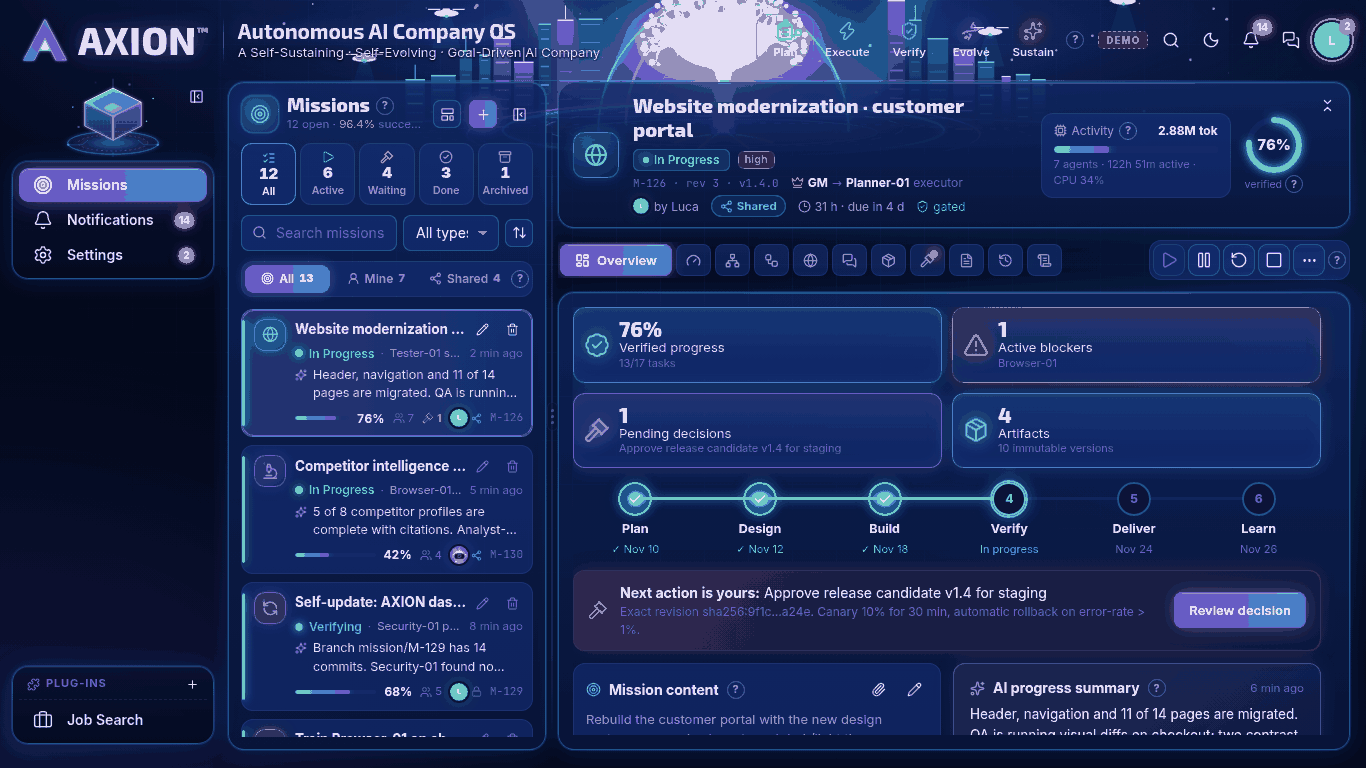 AXION™
Autonomous AI Company OS
A Self-Sustaining · Self-Evolving · Goal-Driven AI Company
Plan
Execute
Verify
Evolve
Sustain
?
DEMO
14
L
2
Missions
Notifications 14
Settings 2
PLUG-INS +
Job Search
Missions ?
12 open · 96.4% succe...
12
All
6
Active
4
Waiting
3
Done
1
Archived
Search missions
All types
All 13
Mine 7
Shared 4
?
Website modernization ...
In Progress · Tester-01 s... 2 min ago
Header, navigation and 11 of 14
pages are migrated. QA is runnin...
76% 7 1 L M-126
Competitor intelligence ...
In Progress · Browser-01... 5 min ago
5 of 8 competitor profiles are
complete with citations. Analyst-...
42% 4 M-130
Self-update: AXION das...
Verifying · Security-01 p... 8 min ago
Branch mission/M-129 has 14
commits. Security-01 found no...
68% 5 L M-129
Website modernization · customer
portal
In Progress
high
M-126 · rev 3 · v1.4.0 GM → Planner-01 executor
L by Luca Shared 31 h · due in 4 d gated
Activity ? 2.88M tok
7 agents · 122h 51m active ·
CPU 34%
76%
verified ?
Overview
?
76%
Verified progress
13/17 tasks
1
Active blockers
Browser-01
1
Pending decisions
Approve release candidate v1.4 for staging
4
Artifacts
10 immutable versions
4 5 6
Plan Design Build Verify Deliver Learn
✓ Nov 10 ✓ Nov 12 ✓ Nov 18 In progress Nov 24 Nov 26
Next action is yours: Approve release candidate v1.4 for staging
Exact revision sha256:9f1c...a24e. Canary 10% for 30 min, automatic rollback on error-rate >
1%.
Review decision
Mission content ?
Rebuild the customer portal with the new design
AI progress summary ? 6 min ago
Header, navigation and 11 of 14 pages are migrated.
QA is running visual diffs on checkout; two contrast